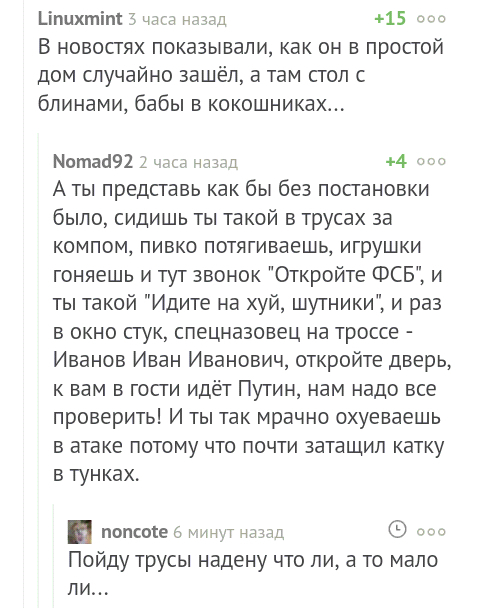 Linuxmint 3 часа назад +15
В новостях показывали, как он в простой
дом случайно зашёл, а там стол с
блинами, бабы в кокошниках...
Nomad92 2 часа назад +4
А ты представь как бы без постановки
было, сидишь ты такой в трусах за
компом, пивко потягиваешь, игрушки
гоняешь и тут звонок "Откройте ФСБ", и
ты такой "Идите на хуй, шутники", и раз
в окно стук, спецназовец на троссе -
Иванов Иван Иванович, откройте дверь,
к вам в гости идёт Путин, нам надо все
проверить! И ты так мрачно охуеваешь
в атаке потому что почти затащил катку
в тунках.
noncote 6 минут назад
Пойду трусы надену что ли, а то мало
ли...